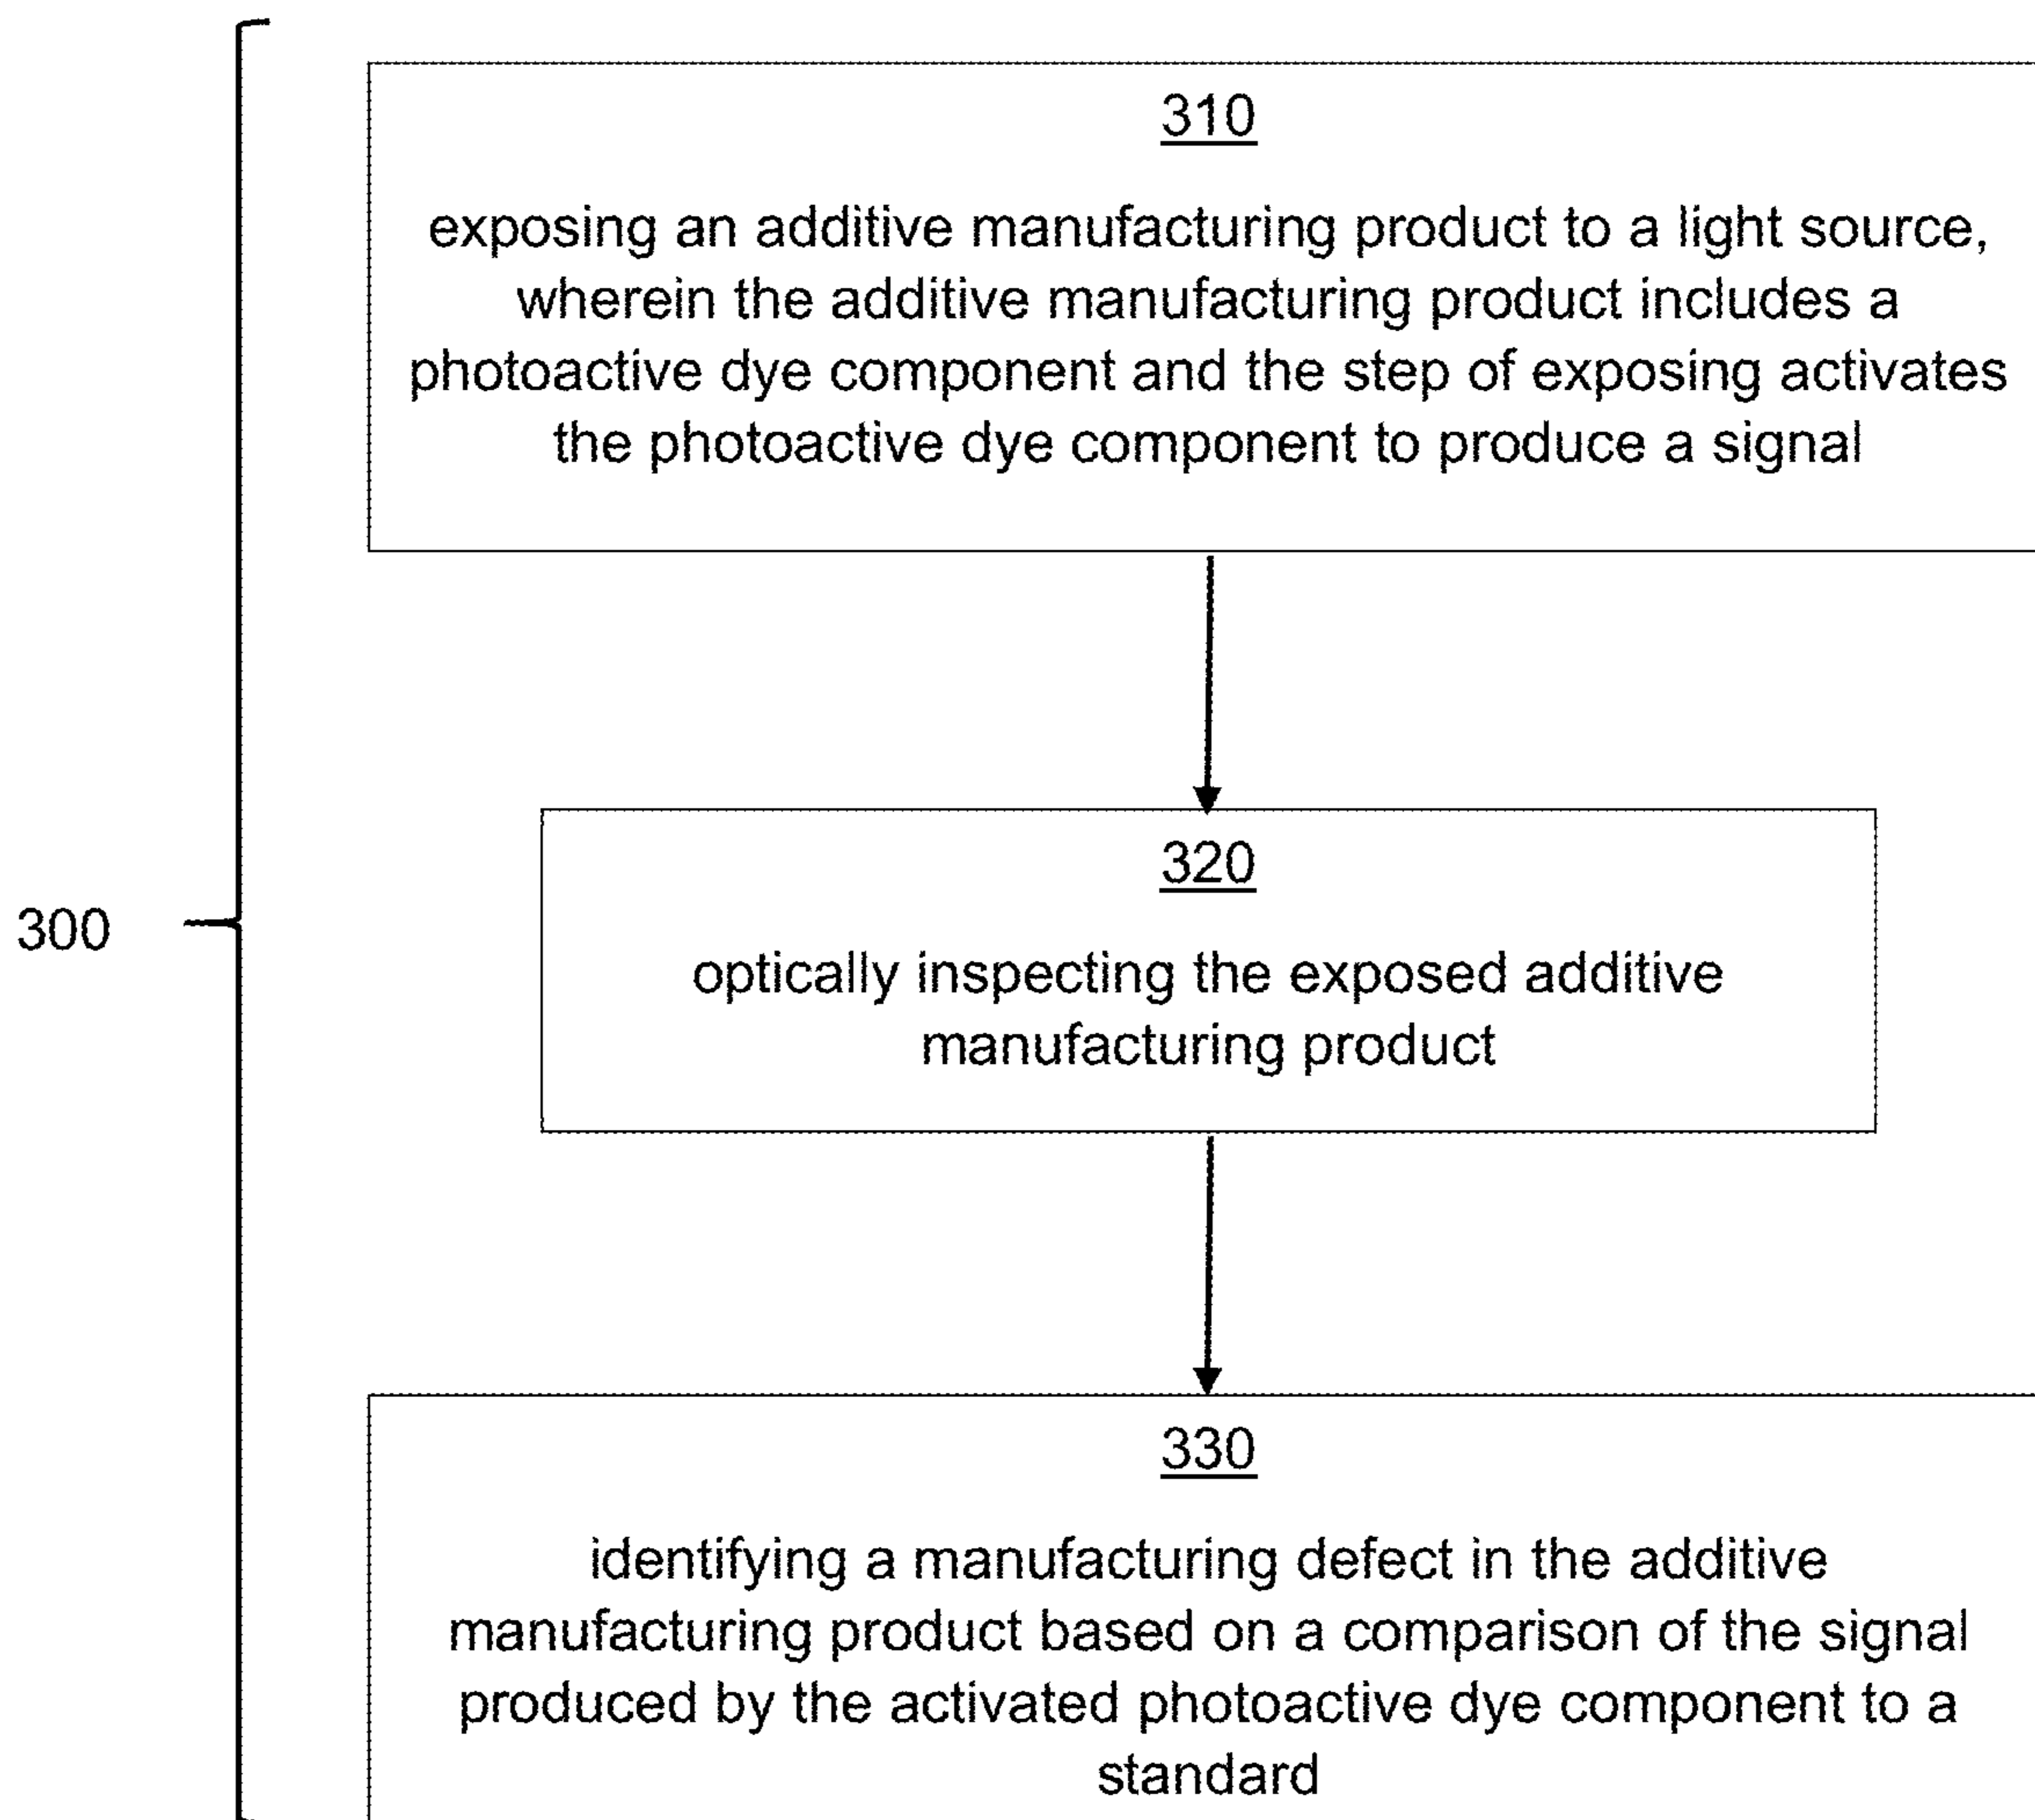 310
exposing an additive manufacturing product to a light source,
wherein the additive manufacturing product includes a
photoactive dye component and the step of exposing activates
the photoactive dye component to produce a signal
320
300
optically inspecting the exposed additive
manufacturing product
330
identifying a manufacturing defect in the additive
manufacturing product based on a comparison of the signal
produced by the activated photoactive dye component to a
standard